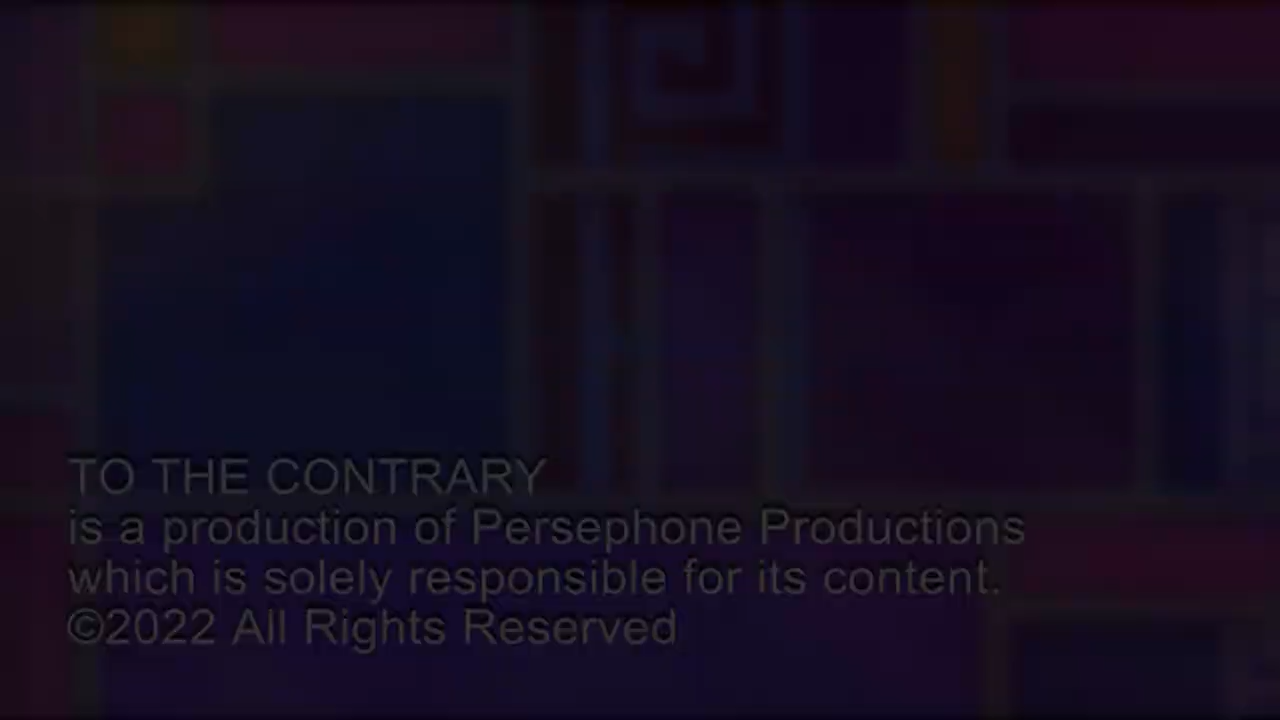 TO THE CONTRARY
is a production of Persephone Productions
which is solely responsible for its content.
©2022 All Rights Reserved